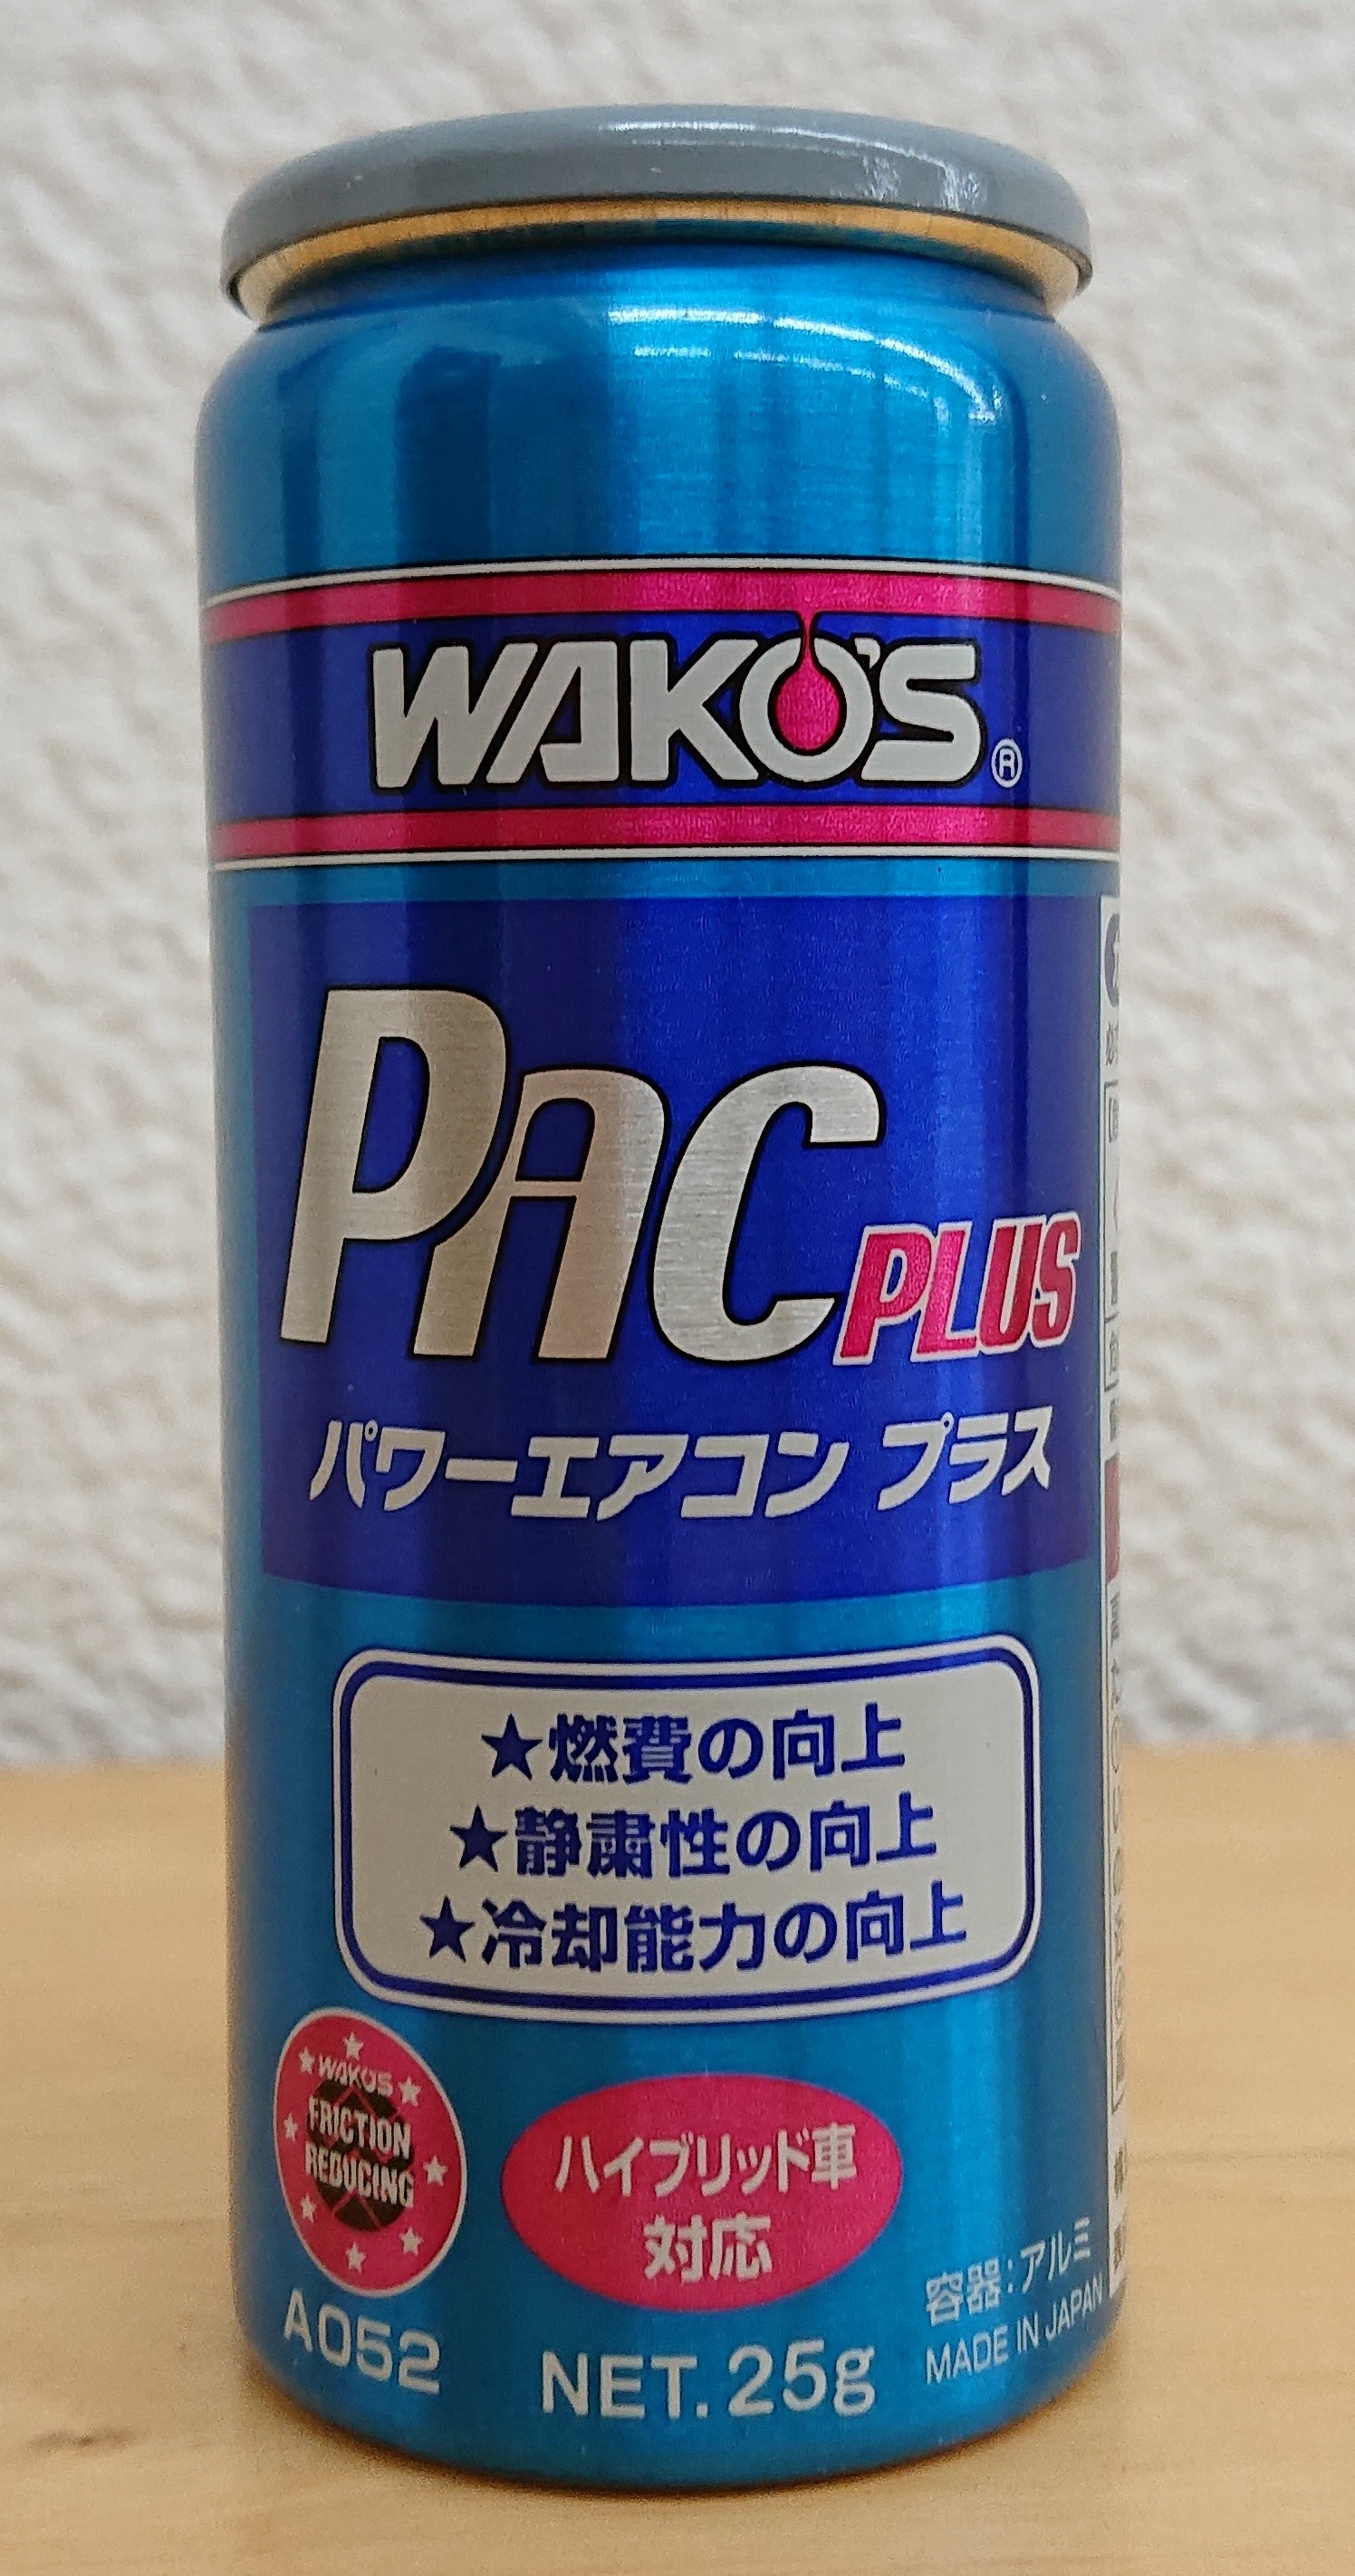 WAKO'S®
PAC PLUS
パワーエアコン プラス
★燃費の向上
★静粛性の向上
★冷却能力の向上
WAKO'S
FRICTION
REDUCING
ハイブリッド車
対応
A052
NET. 25g
容器:アルミ
MADE IN JAPAN